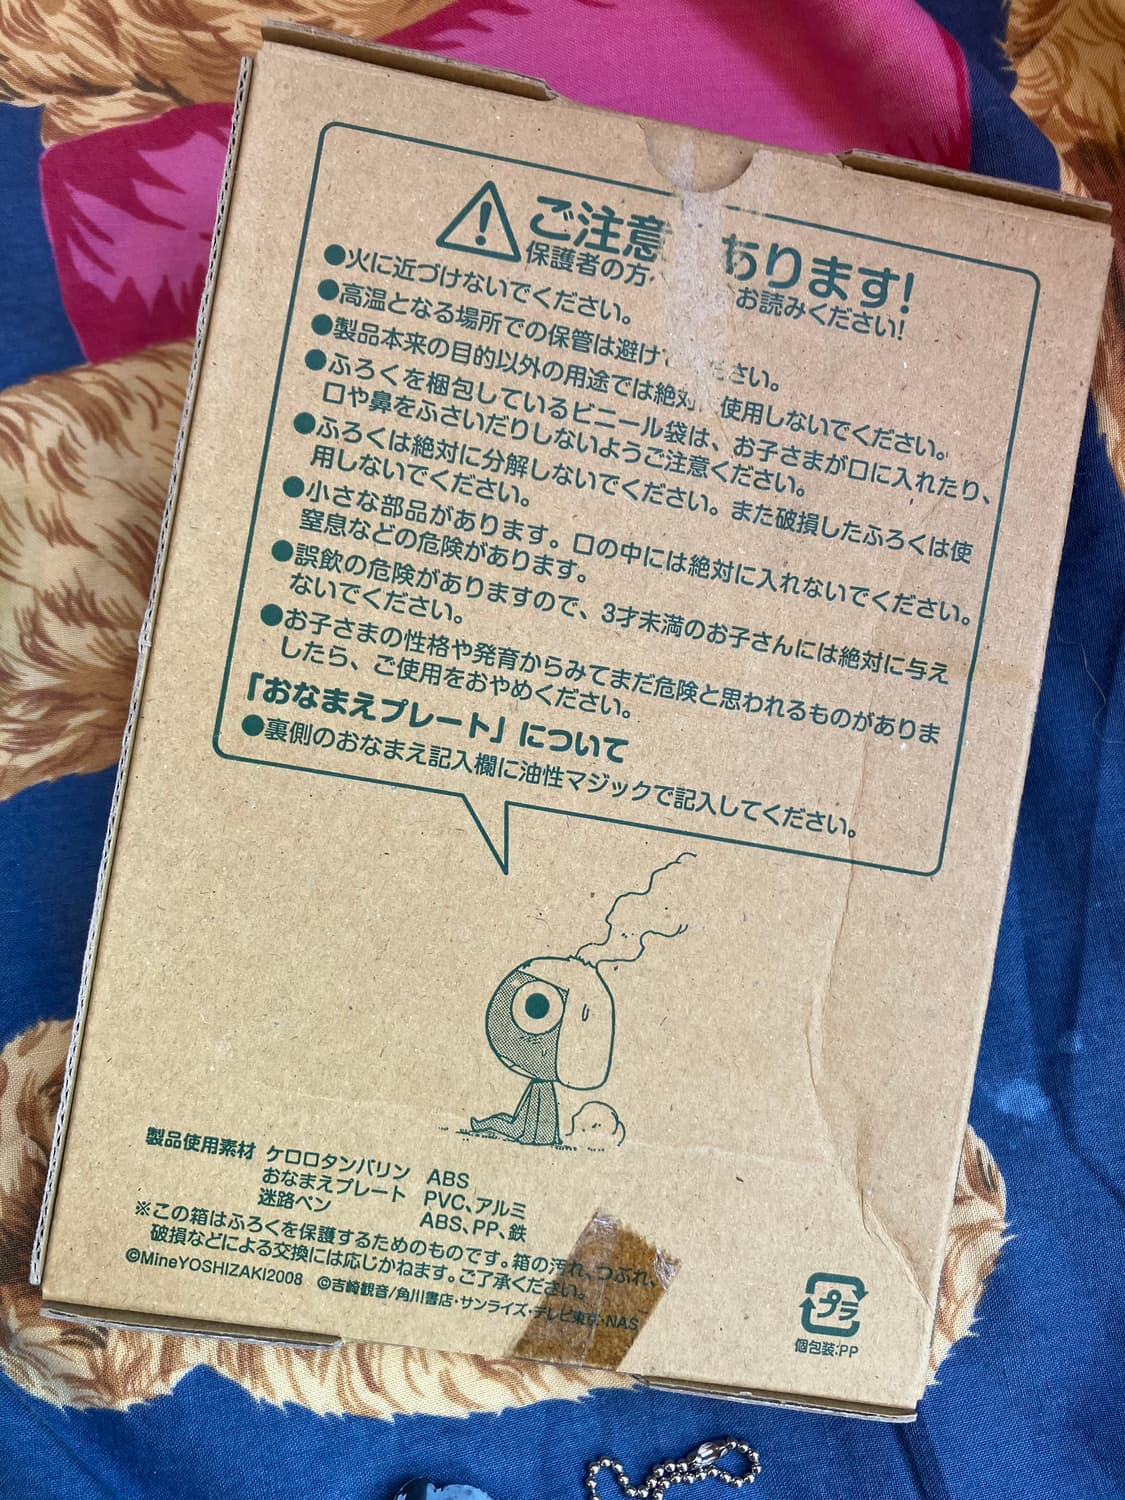 ご注意 あります!
保護者の方 お読みください!
●火に近づけないでください。
●高温となる場所での保管は避け ださい。
●製品本来の目的以外の用途では絶対 使用しないでください。
●ふろくを梱包しているビニール袋は、お子さまが口に入れたり、
口や鼻をふさいだりしないようご注意ください。
●ふろくは絶対に分解しないでください。また破損したふろくは使
用しないでください。
●小さな部品があります。口の中には絶対に入れないでください。
窒息などの危険があります。
●誤飲の危険がありますので、3才未満のお子さんには絶対に与え
ないでください。
●お子さまの性格や発育からみてまだ危険と思われるものがありま
したら、ご使用をおやめください。
「おなまえプレート」について
●裏側のおなまえ記入欄に油性マジックで記入してください。
製品使用素材 ケロロタンバリン ABS
おなまえプレート PVC、アルミ
迷路ペン ABS、PP、鉄
※この箱はふろくを保護するためのものです。箱の汚れ、つぶれ、
破損などによる交換には応じかねます。ご了承ください。
©MineYOSHIZAKI2008 ©吉崎観音/角川書店・サンライズ・テレビ東京・NAS
プラ
個包装:PP